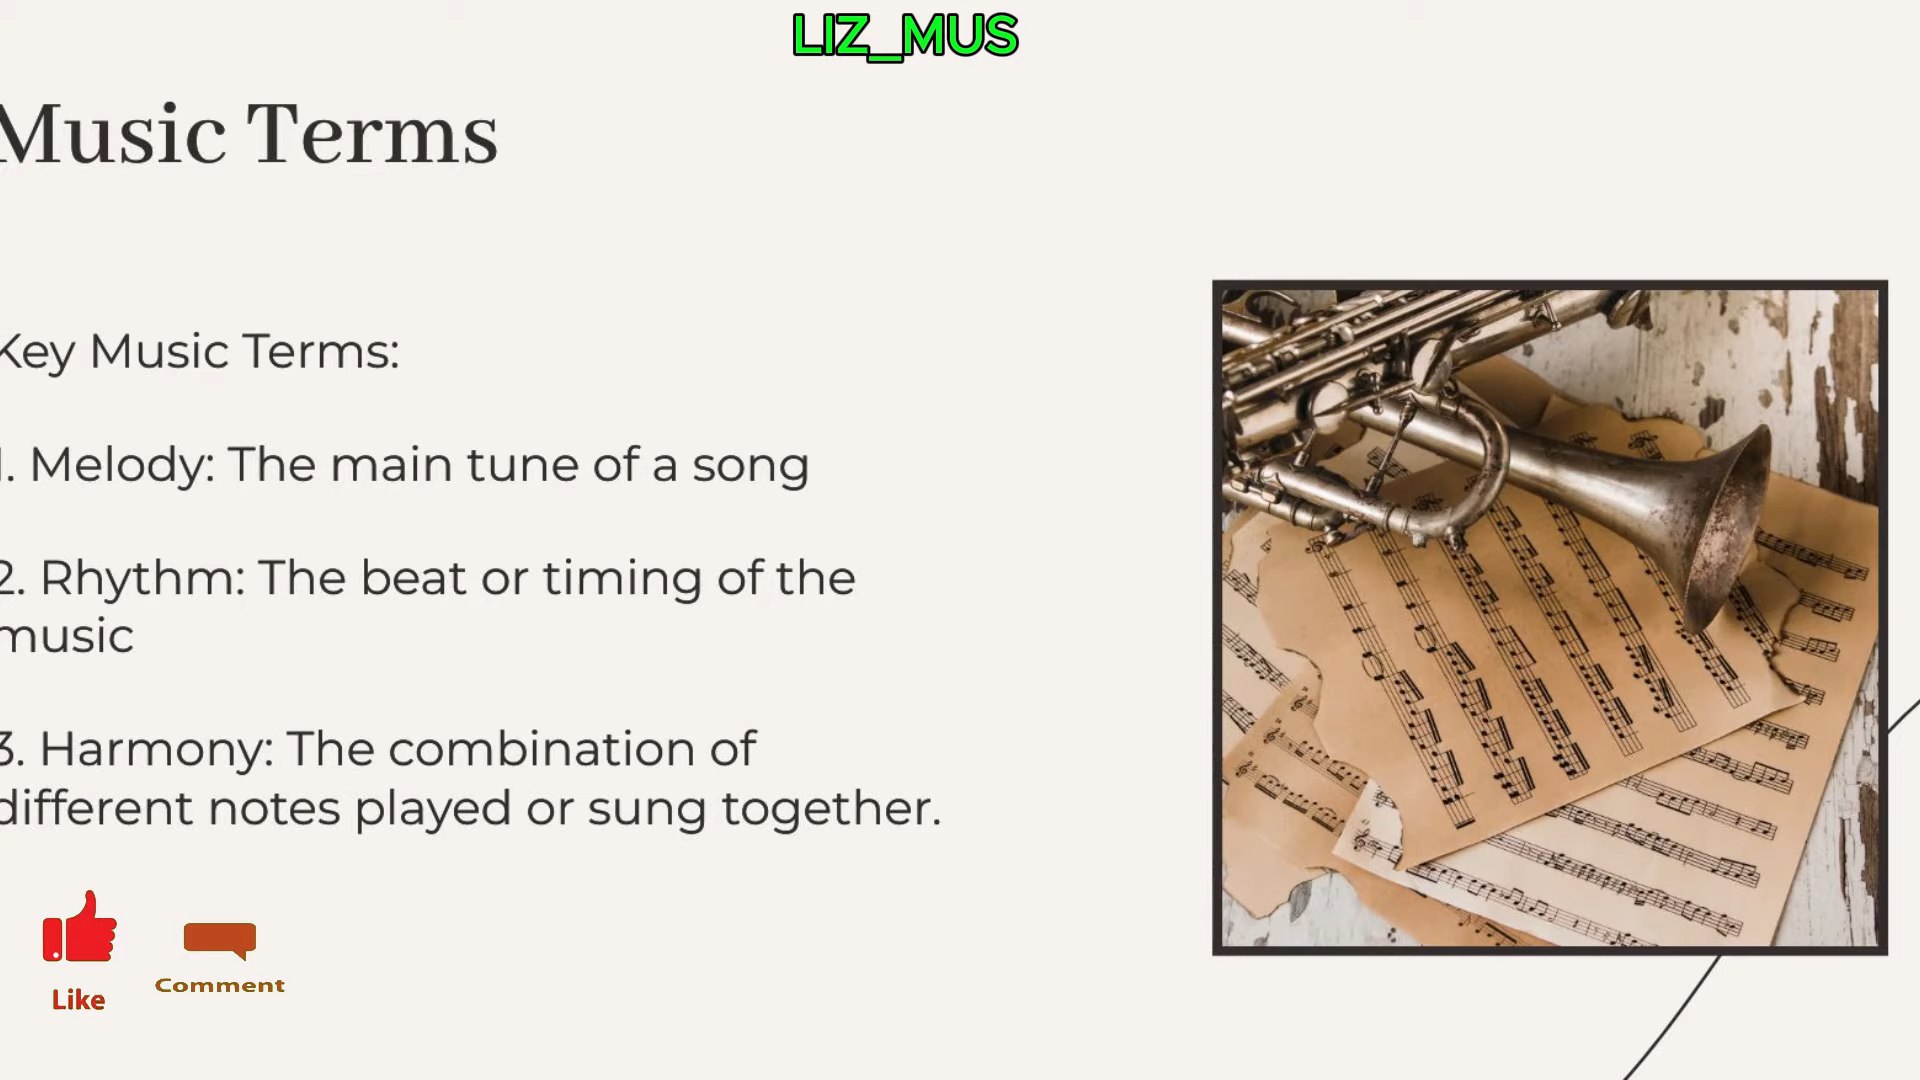 LIZ_MUS
Music Terms
Key Music Terms:
1. Melody: The main tune of a song
2. Rhythm: The beat or timing of the
music
3. Harmony: The combination of
different notes played or sung together.
Like
Comment